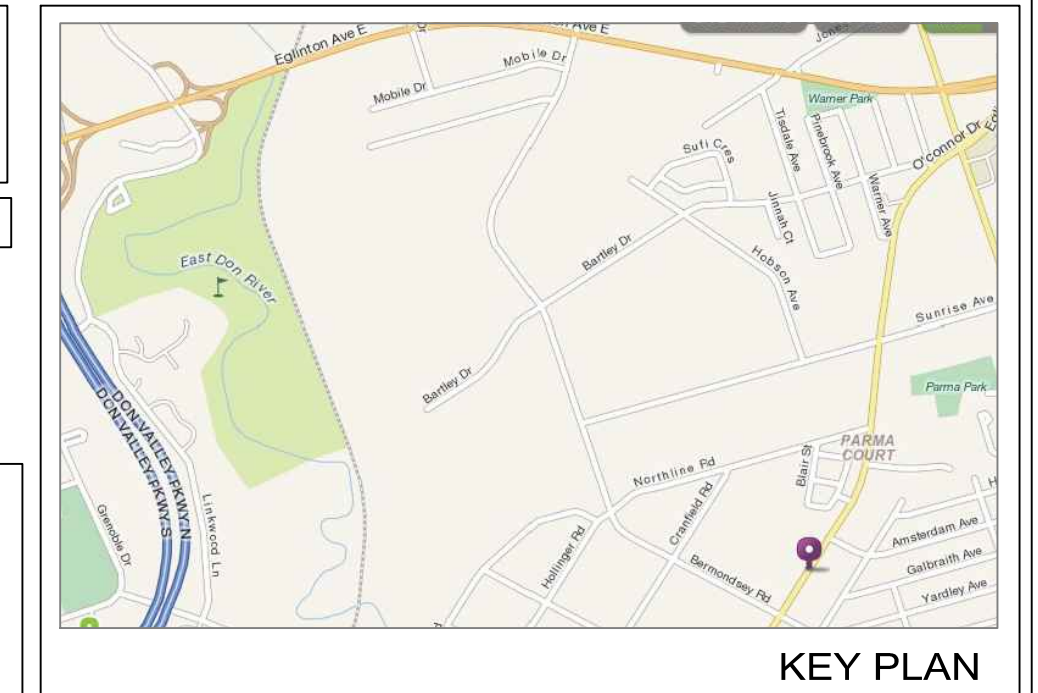 Eglinton Ave E
Ave E
Dr
Jones
Mobile Dr
Mobile Dr
Warner Park
Tisdale Ave
Pinebrook Ave
O'connor Dr
Sufi Cres
Warner Ave
Jinnah Ct
Bartley Dr
Hobson Ave
East Don River
Sunrise Ave
Bartley Dr
Parma Park
DON VALLEY PKWY N
DON VALLEY PKWY S
PARMA
COURT
Blair St
Northline Rd
Cranfield Rd
Linkwood Ln
Grenoble Dr
Hollinger Rd
Amsterdam Ave
Galbraith Ave
Bermondsey Rd
Yardley Ave
KEY PLAN